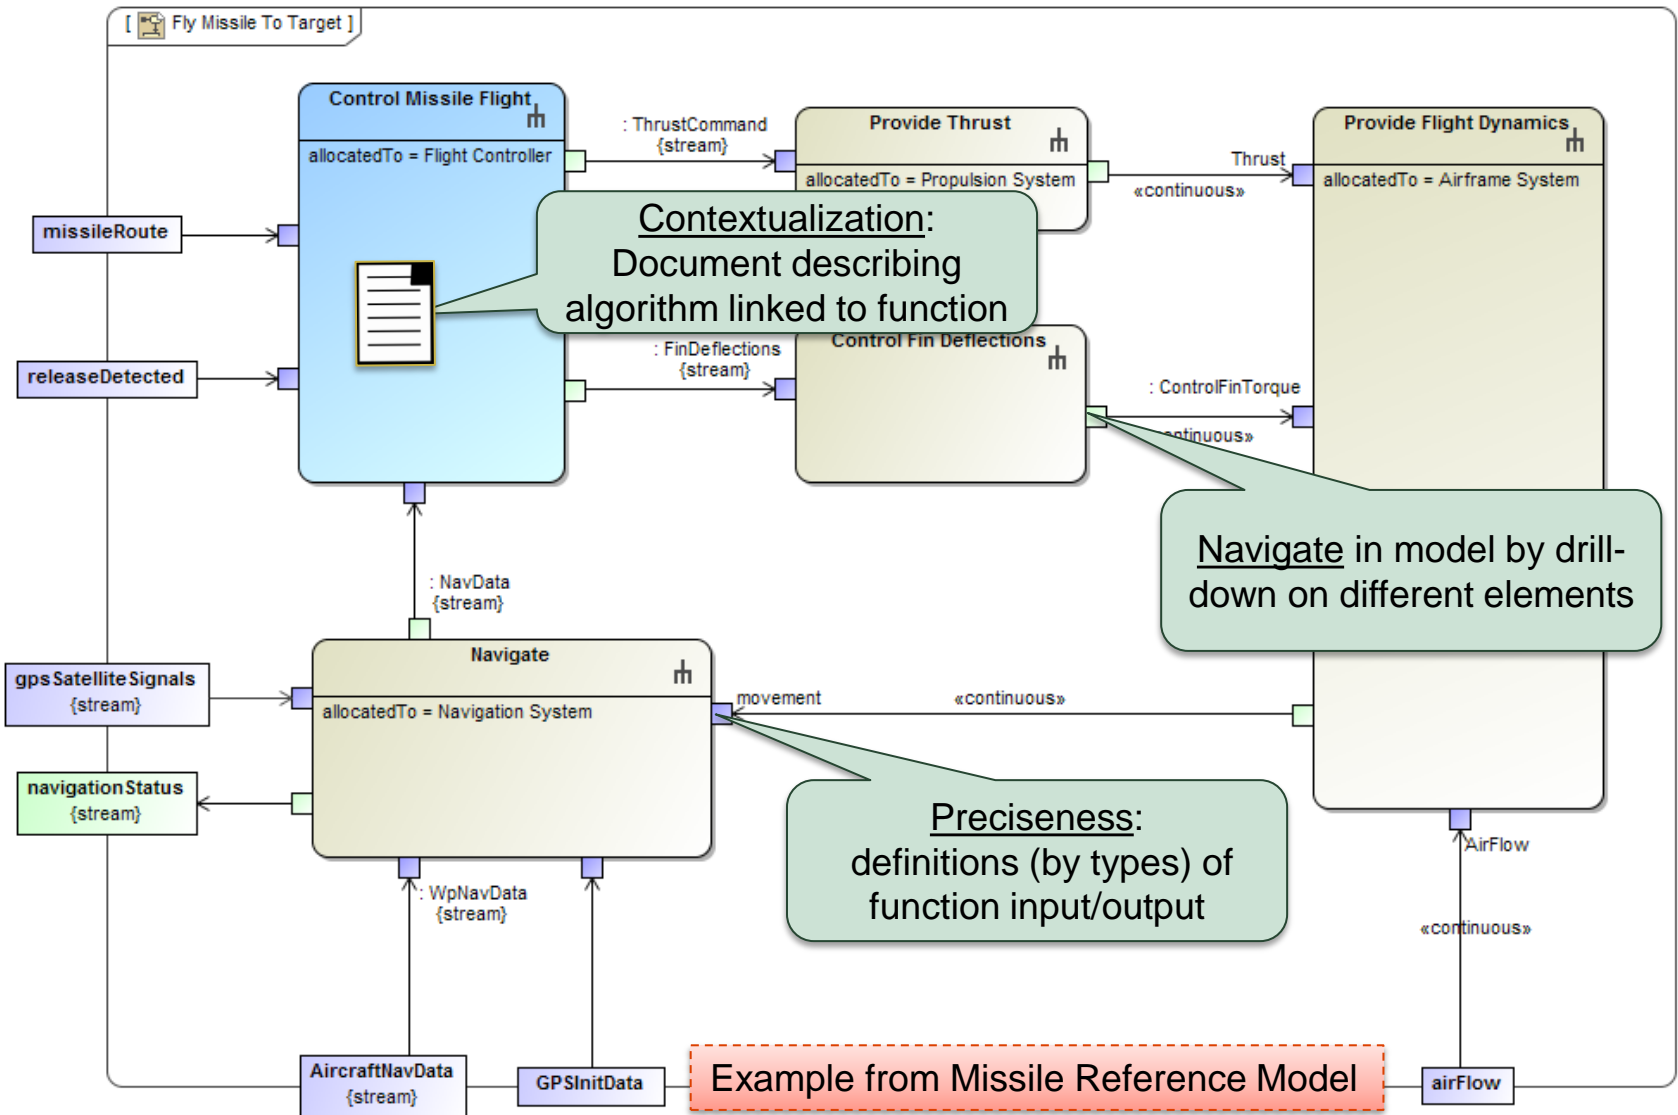 [ Fly Missile To Target ]
Control Missile Flight
allocatedTo = Flight Controller
: ThrustCommand
{stream}
Provide Thrust
allocatedTo = Propulsion System
Thrust
«continuous»
Provide Flight Dynamics
allocatedTo = Airframe System
missileRoute
Contextualization:
Document describing
algorithm linked to function
releaseDetected
: FinDeflections
{stream}
Control Fin Deflections
: ControlFinTorque
continuous»
Navigate in model by drill-
down on different elements
: NavData
{stream}
gpsSatelliteSignals
{stream}
Navigate
allocatedTo = Navigation System
movement
«continuous»
navigationStatus
{stream}
Preciseness:
definitions (by types) of
function input/output
: WpNavData
{stream}
AirFlow
«continuous»
AircraftNavData
{stream}
GPSInitData
Example from Missile Reference Model
airFlow